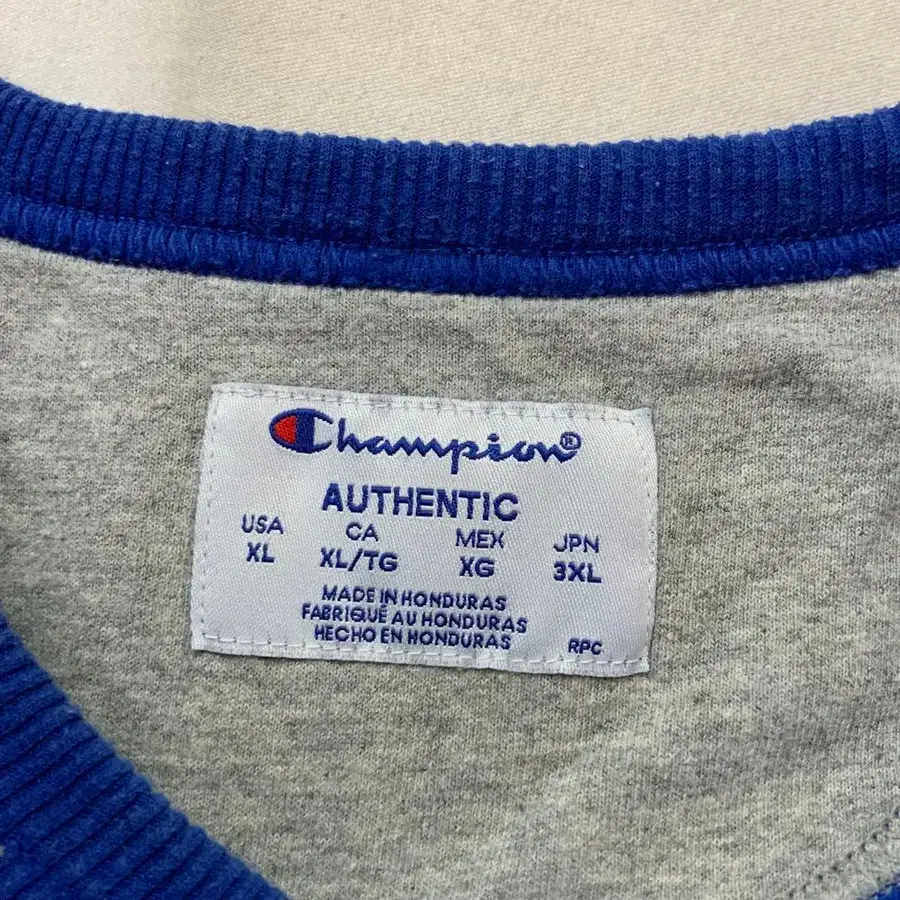 Champion®
AUTHENTIC
USA CA MEX JPN
XL XL/TG XG 3XL
MADE IN HONDURAS
FABRIQUÉ AU HONDURAS
HECHO EN HONDURAS RPC